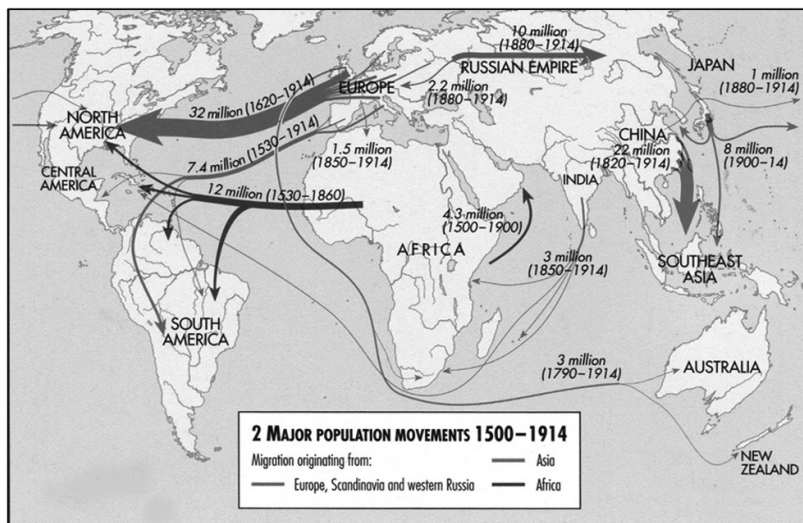 10 million
(1880–1914)
RUSSIAN EMPIRE
JAPAN
1 million
(1880–1914)
EUROPE
2.2 million
(1880–1914)
32 million (1620–1914)
NORTH
AMERICA
7.4 million (1530–1914)
1.5 million
(1850–1914)
CHINA
22 million
(1820–1914)
8 million
(1900–14)
CENTRAL
AMERICA
12 million (1530–1860)
INDIA
4.3 million
(1500–1900)
AFRICA
3 million
(1850–1914)
SOUTHEAST
ASIA
SOUTH
AMERICA
3 million
(1790–1914)
AUSTRALIA
NEW
ZEALAND
2 MAJOR POPULATION MOVEMENTS 1500–1914
Migration originating from:
Asia
Europe, Scandinavia and western Russia
Africa